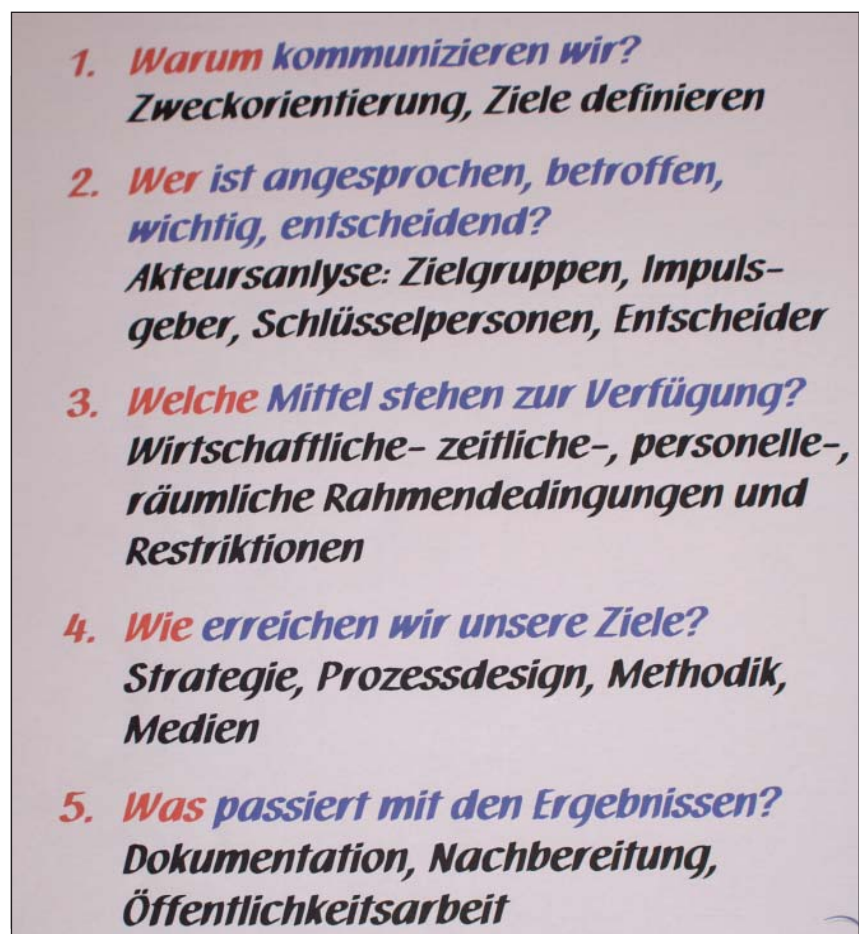 1. Warum kommunizieren wir?
Zweckorientierung, Ziele definieren
2. Wer ist angesprochen, betroffen,
wichtig, entscheidend?
Akteursanlyse: Zielgruppen, Impuls-
geber, Schlüsselpersonen, Entscheider
3. Welche Mittel stehen zur Verfügung?
Wirtschaftliche- zeitliche-, personelle-,
räumliche Rahmendedingungen und
Restriktionen
4. Wie erreichen wir unsere Ziele?
Strategie, Prozessdesign, Methodik,
Medien
5. Was passiert mit den Ergebnissen?
Dokumentation, Nachbereitung,
Öffentlichkeitsarbeit